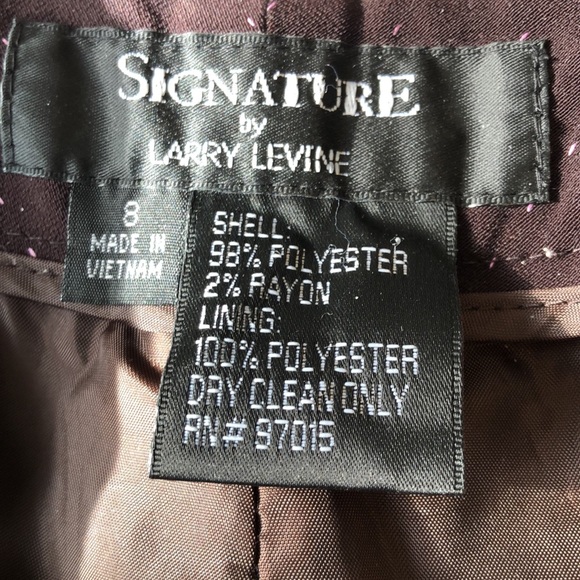 SIGNATURE
by
LARRY LEVINE
8
MADE IN
VIETNAM
SHELL:
98% POLYESTER
2% RAYON
LINING:
100% POLYESTER
DRY CLEAN ONLY
RN# 97015